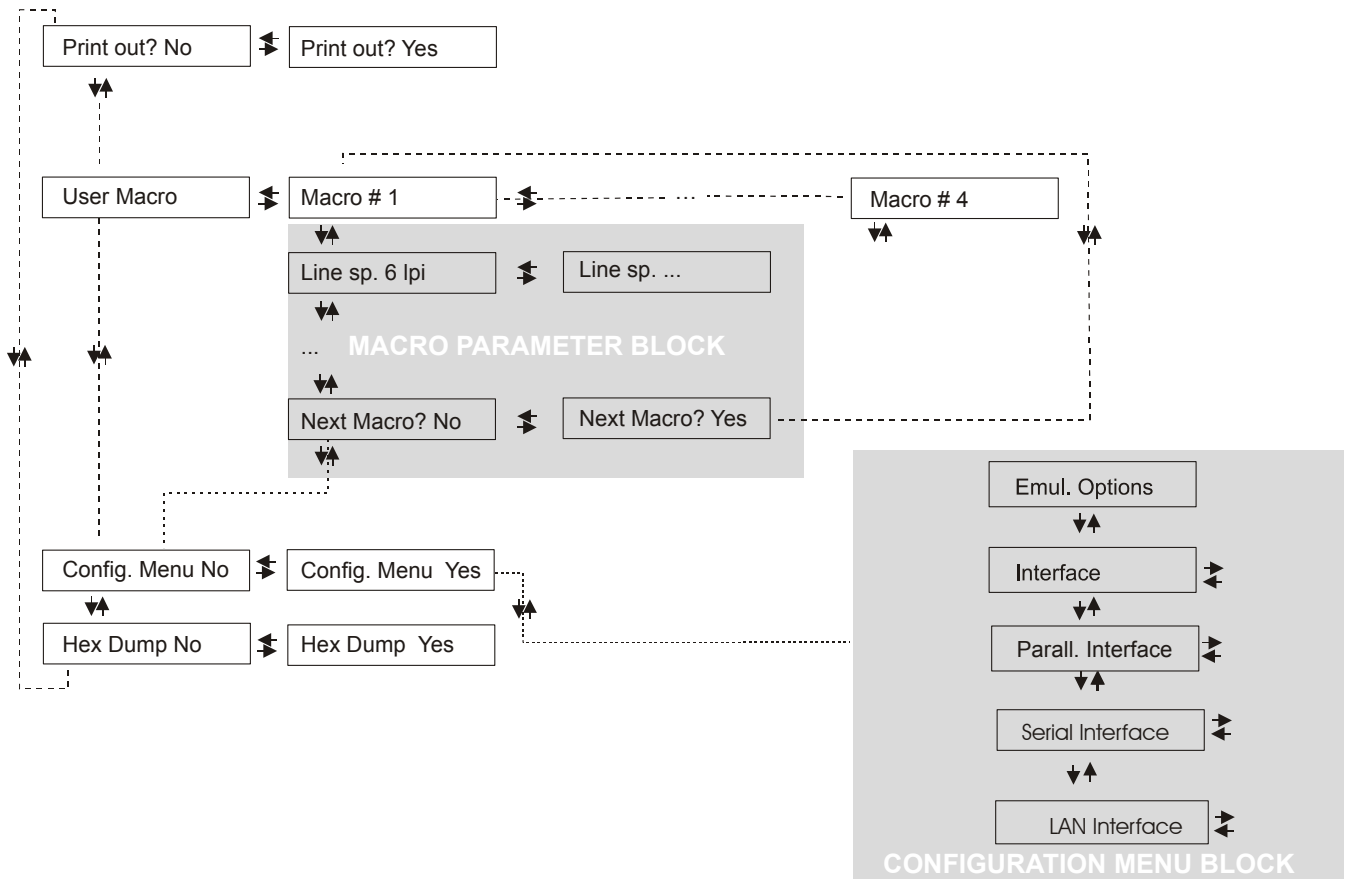 Print out? No
Print out? Yes
User Macro
Macro # 1
...
Macro # 4
Line sp. 6 lpi
Line sp. ...
... MACRO PARAMETER BLOCK
Next Macro? No
Next Macro? Yes
Emul. Options
Config. Menu No
Config. Menu Yes
Interface
Hex Dump No
Hex Dump Yes
Parall. Interface
Serial Interface
LAN Interface
CONFIGURATION MENU BLOCK